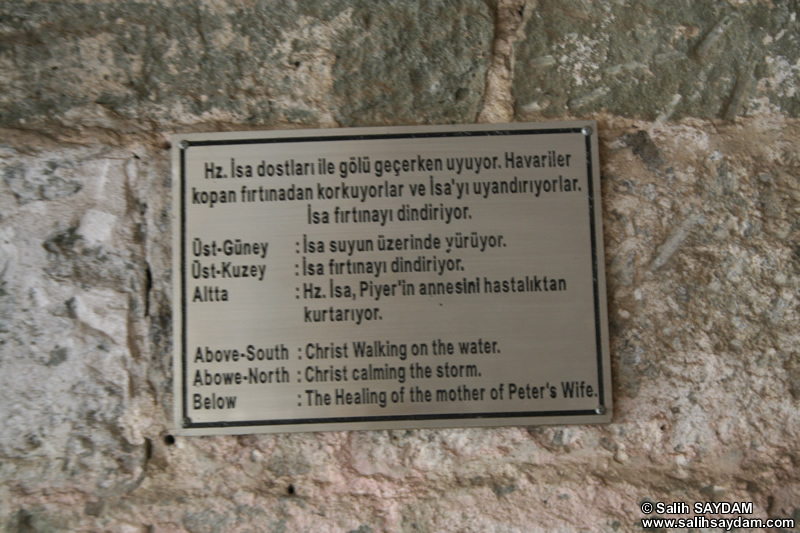 Hz. İsa dostları ile gölü geçerken uyuyor. Havariler
kopan fırtınadan korkuyorlar ve İsa'yı uyandırıyorlar.
İsa fırtınayı dindiriyor.
Üst-Güney : İsa suyun üzerinde yürüyor.
Üst-Kuzey : İsa fırtınayı dindiriyor.
Altta : Hz. İsa, Piyer'in annesini hastalıktan
kurtarıyor.
Above-South : Christ Walking on the water.
Abowe-North : Christ calming the storm.
Below : The Healing of the mother of Peter's Wife.
© Salih SAYDAM
www.salihsaydam.com